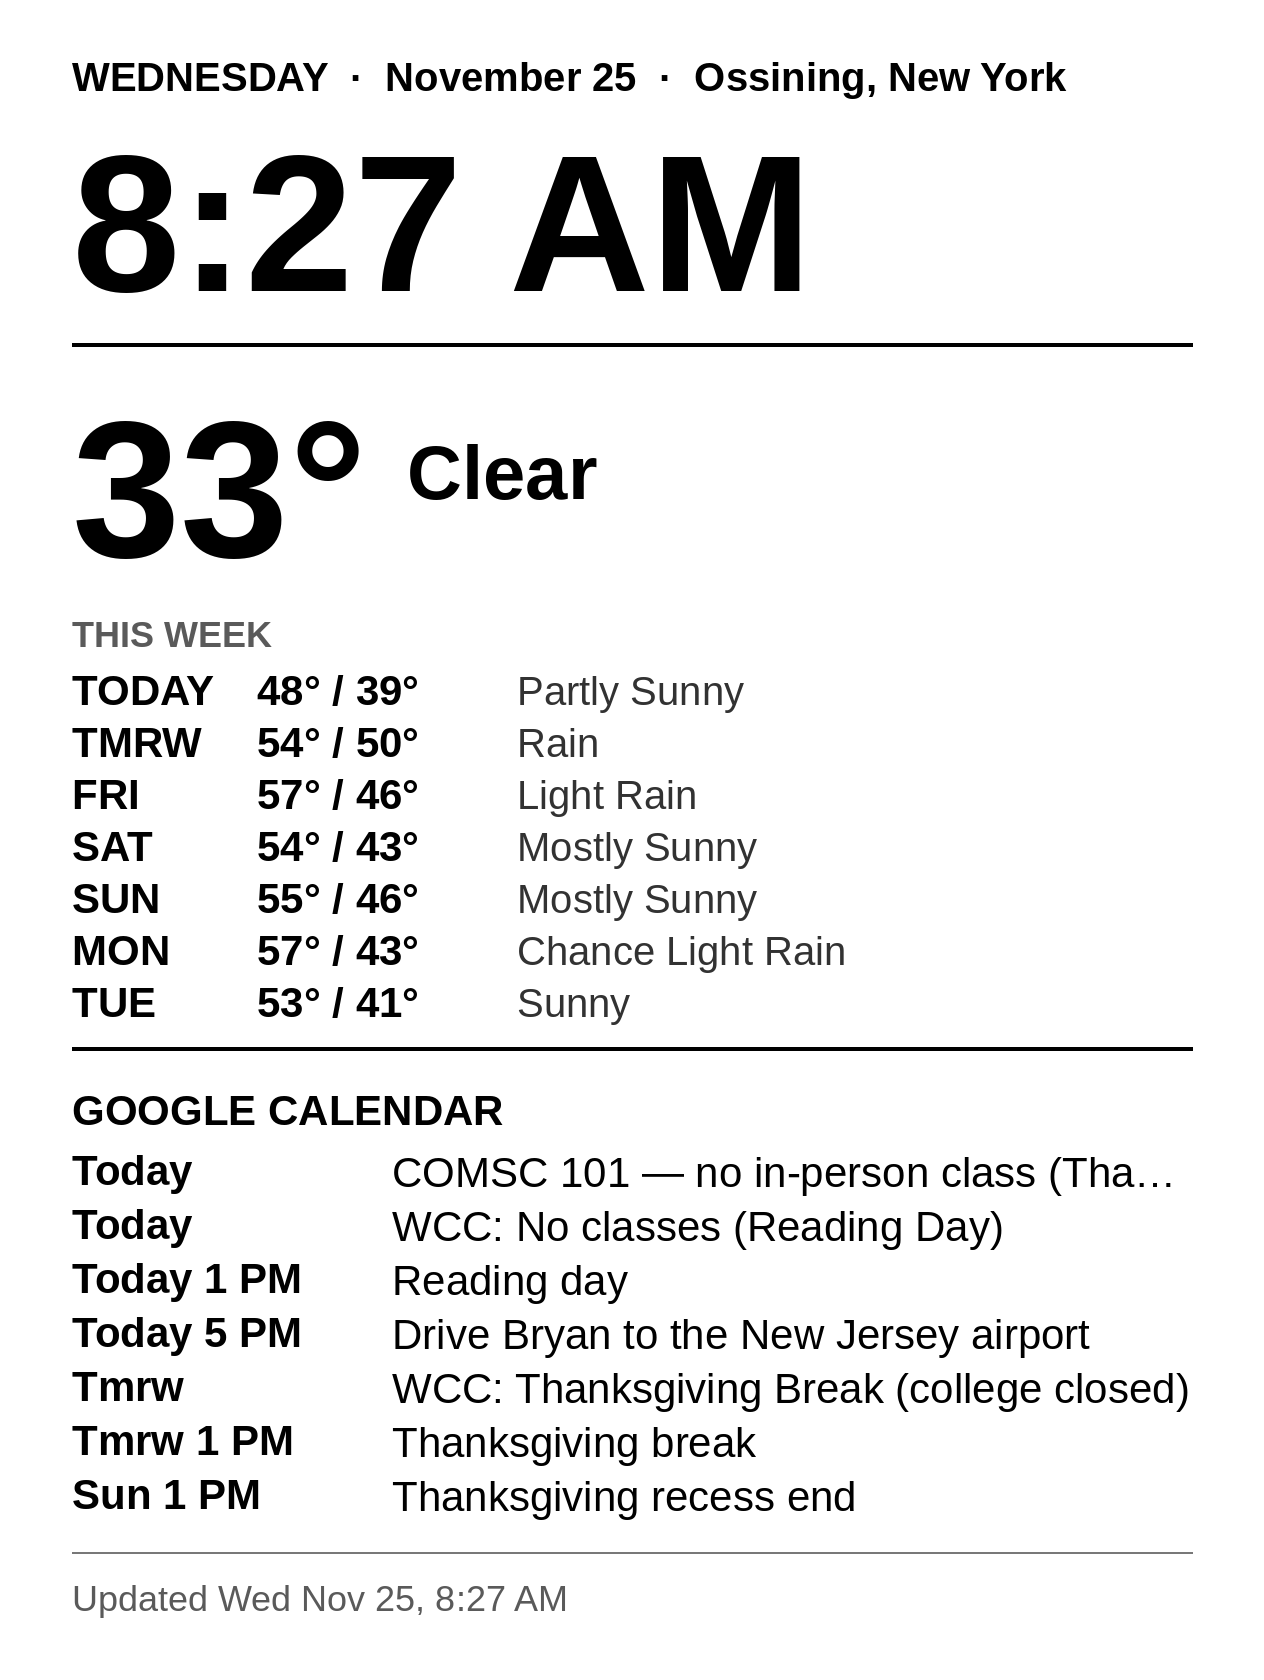 WEDNESDAY · November 25 · Ossining, New York
8:27 AM
33° Clear
THIS WEEK
TODAY 48° / 39° Partly Sunny
TMRW 54° / 50° Rain
FRI 57° / 46° Light Rain
SAT 54° / 43° Mostly Sunny
SUN 55° / 46° Mostly Sunny
MON 57° / 43° Chance Light Rain
TUE 53° / 41° Sunny
GOOGLE CALENDAR
Today COMSC 101 — no in-person class (Tha…
Today WCC: No classes (Reading Day)
Today 1 PM Reading day
Today 5 PM Drive Bryan to the New Jersey airport
Tmrw WCC: Thanksgiving Break (college closed)
Tmrw 1 PM Thanksgiving break
Sun 1 PM Thanksgiving recess end
Updated Wed Nov 25, 8:27 AM